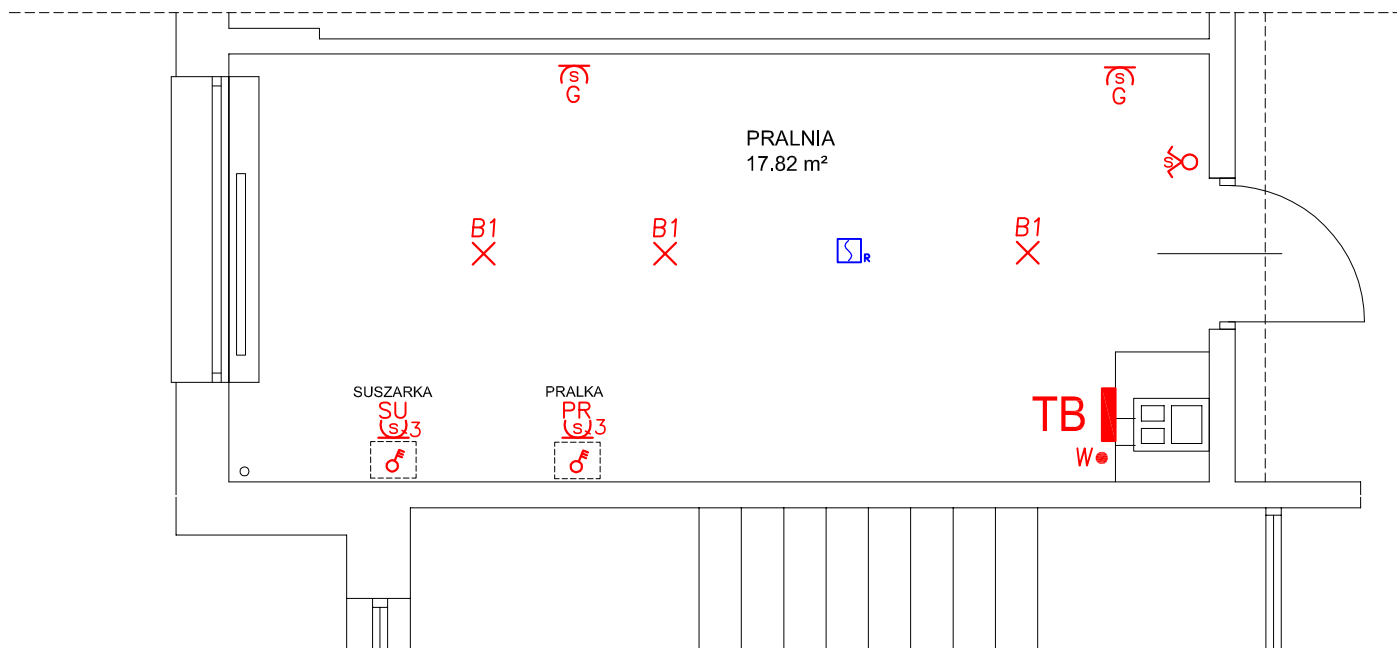 s
G
s
G
PRALNIA
17.82 m²
s
B1
B1
B1
R
SUSZARKA
SU
s 3
PRALKA
PR
s 3
TB
W